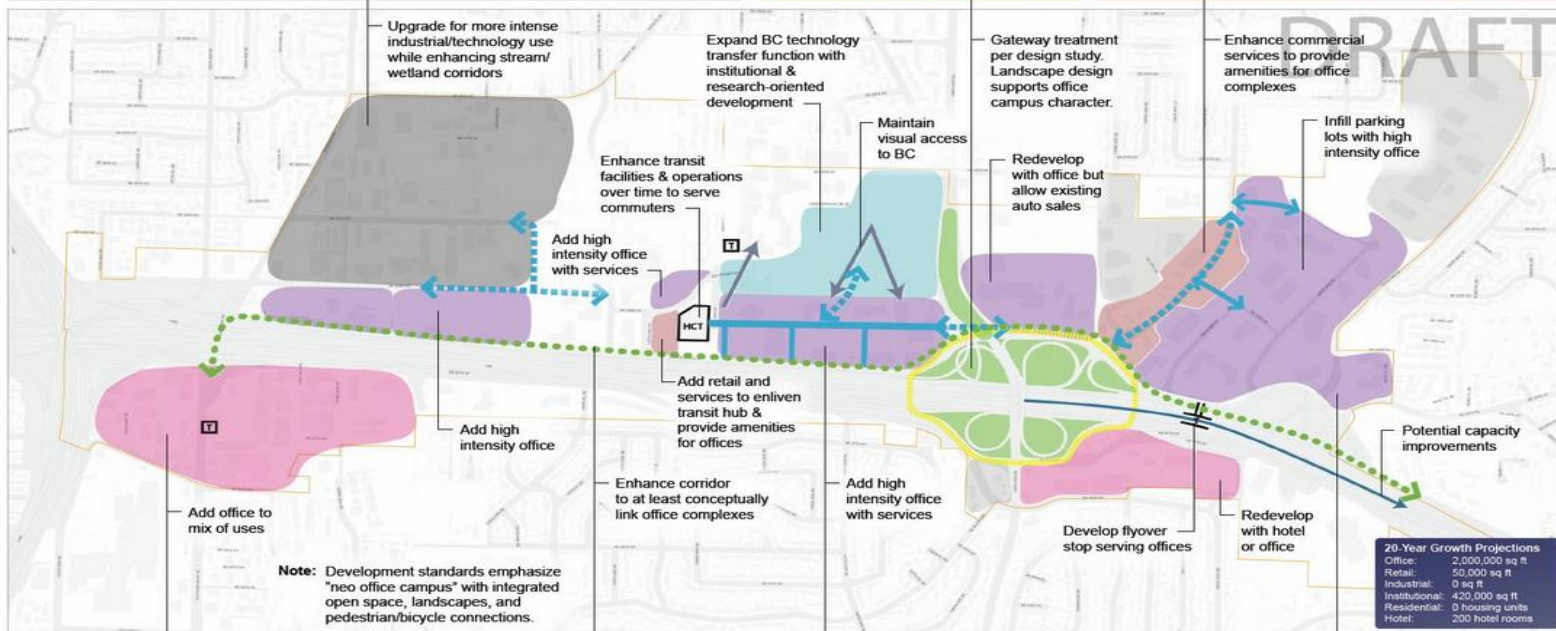 DRAFT
Upgrade for more intense
industrial/technology use
while enhancing stream/
wetland corridors
Expand BC technology
transfer function with
institutional &
research-oriented
development
Gateway treatment
per design study.
Landscape design
supports office
campus character.
Enhance commercial
services to provide
amenities for office
complexes
Maintain
visual access
to BC
Infill parking
lots with high
intensity office
Enhance transit
facilities & operations
over time to serve
commuters
Redevelop
with office but
allow existing
auto sales
Add high
intensity office
with services
T
HCT
Add retail and
services to enliven
transit hub &
provide amenities
for offices
T
Add high
intensity office
Potential capacity
improvements
Enhance corridor
to at least conceptually
link office complexes
Add high
intensity office
with services
Add office to
mix of uses
Develop flyover
stop serving offices
Redevelop
with hotel
or office
Note: Development standards emphasize
"neo office campus" with integrated
open space, landscapes, and
pedestrian/bicycle connections.
20-Year Growth Projections
Office: 2,000,000 sq ft
Retail: 50,000 sq ft
Industrial: 0 sq ft
Institutional: 420,000 sq ft
Residential: 0 housing units
Hotel: 200 hotel rooms